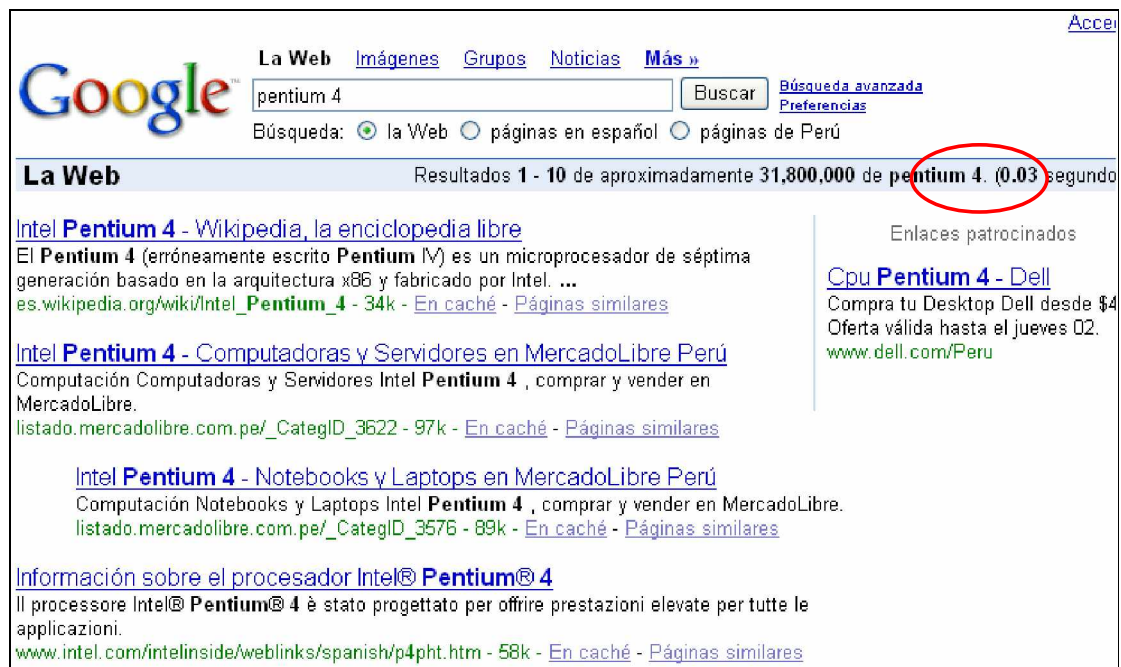 Acce
La Web Imágenes Grupos Noticias Más »
Google™
pentium 4 Buscar Búsqueda avanzada
Preferencias
Búsqueda: la Web páginas en español páginas de Perú
La Web Resultados 1 - 10 de aproximadamente 31,800,000 de pentium 4. (0.03 segundo
Intel Pentium 4 - Wikipedia, la enciclopedia libre
El Pentium 4 (erróneamente escrito Pentium IV) es un microprocesador de séptima
generación basado en la arquitectura x86 y fabricado por Intel. ...
es.wikipedia.org/wiki/Intel_Pentium_4 - 34k - En caché - Páginas similares
Intel Pentium 4 - Computadoras y Servidores en MercadoLibre Perú
Computación Computadoras y Servidores Intel Pentium 4 , comprar y vender en
MercadoLibre.
listado.mercadolibre.com.pe/_CategID_3622 - 97k - En caché - Páginas similares
Intel Pentium 4 - Notebooks y Laptops en MercadoLibre Perú
Computación Notebooks y Laptops Intel Pentium 4 , comprar y vender en MercadoLibre.
listado.mercadolibre.com.pe/_CategID_3576 - 89k - En caché - Páginas similares
Información sobre el procesador Intel® Pentium® 4
Il processore Intel® Pentium® 4 è stato progettato per offrire prestazioni elevate per tutte le
applicazioni.
www.intel.com/intelinside/weblinks/spanish/p4pht.htm - 58k - En caché - Páginas similares
Enlaces patrocinados
Cpu Pentium 4 - Dell
Compra tu Desktop Dell desde $4
Oferta válida hasta el jueves 02.
www.dell.com/Peru